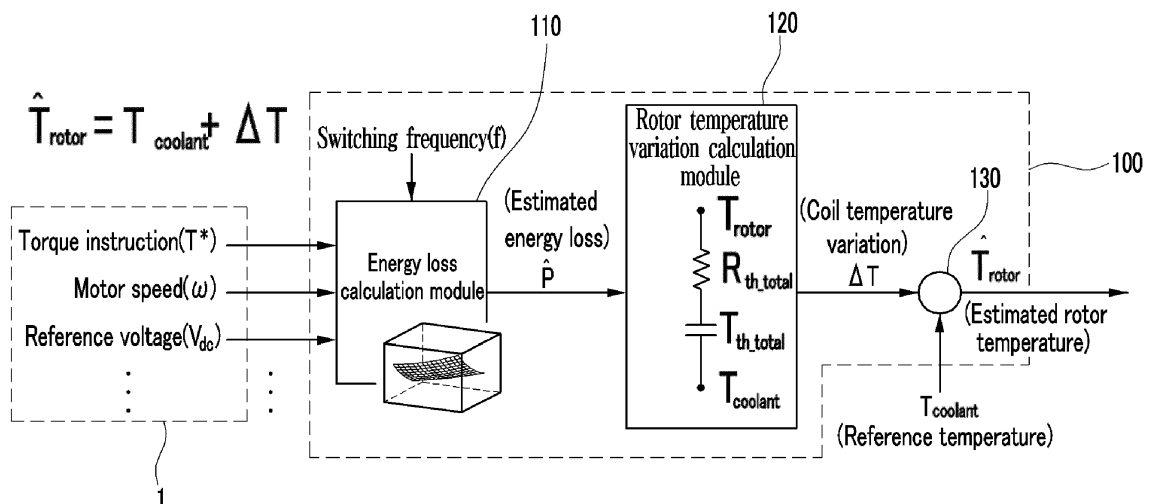 110
120
T̂rotor = T coolant + ΔT
Switching frequency(f)
Rotor temperature
variation calculation
module
100
130
Torque instruction(T*)
Motor speed(ω)
Reference voltage(Vdc)
Energy loss
calculation module
(Estimated
energy loss)
P̂
Trotor
Rth_total
Tth_total
Tcoolant
(Coil temperature
variation)
ΔT
T̂rotor
(Estimated rotor
temperature)
Tcoolant
(Reference temperature)
1